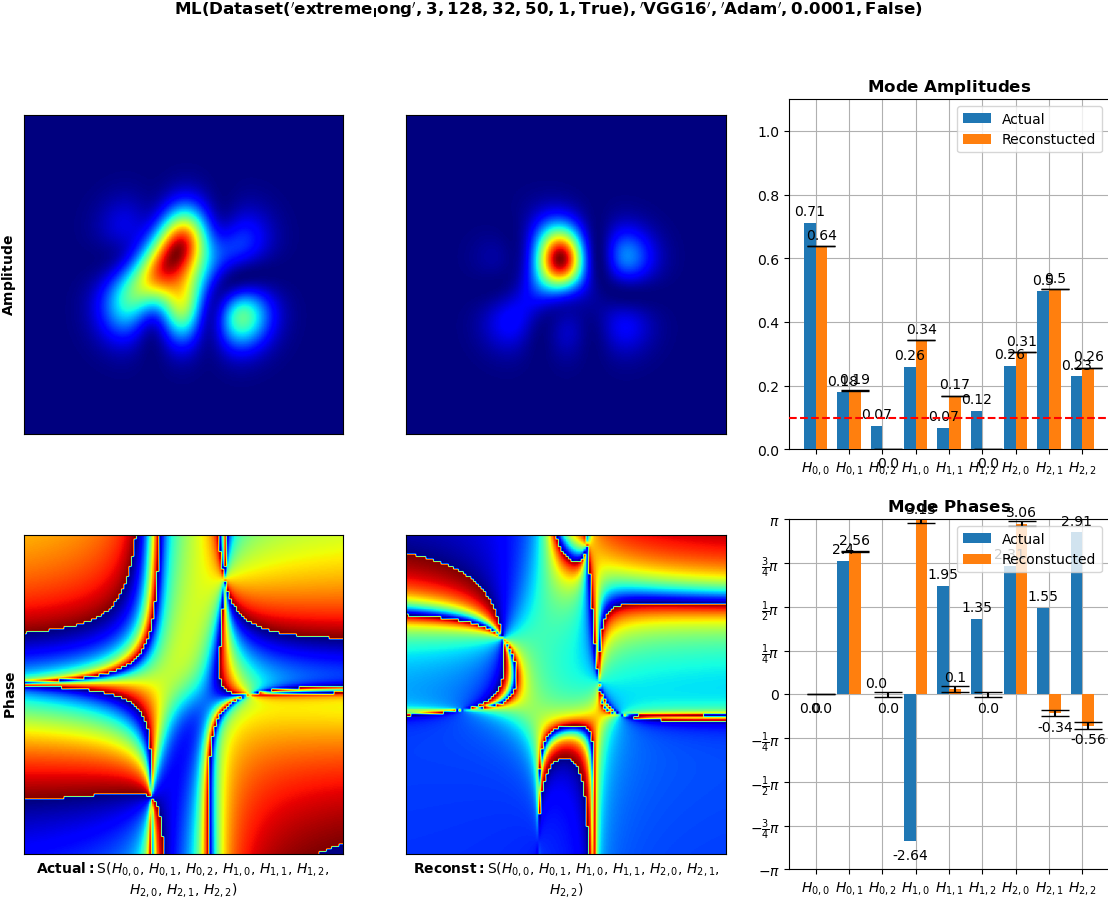 ML(Dataset(′extreme_long′, 3, 128, 32, 50, 1, True), ′VGG16′, ′Adam′, 0.0001, False)
Amplitude
Mode Amplitudes
Actual
Reconstucted
1.0
0.8
0.6
0.4
0.2
0.0
0.71
0.64
0.18
0.19
0.07
0.0
0.26
0.34
0.07
0.17
0.12
0.0
0.26
0.31
0.5
0.5
0.23
0.26
H0,0 H0,1 H0,2 H1,0 H1,1 H1,2 H2,0 H2,1 H2,2
Phase
Mode Phases
Actual
Reconstucted
π
3/4π
1/2π
1/4π
0
−1/4π
−1/2π
−3/4π
−π
0.0
0.0
2.4
2.56
0.0
0.0
-2.64
1.95
0.1
1.35
0.0
3.06
1.55
-0.34
2.91
-0.56
H0,0 H0,1 H0,2 H1,0 H1,1 H1,2 H2,0 H2,1 H2,2
Actual: S(H0,0, H0,1, H0,2, H1,0, H1,1, H1,2,
H2,0, H2,1, H2,2)
Reconst: S(H0,0, H0,1, H1,0, H1,1, H2,0, H2,1,
H2,2)